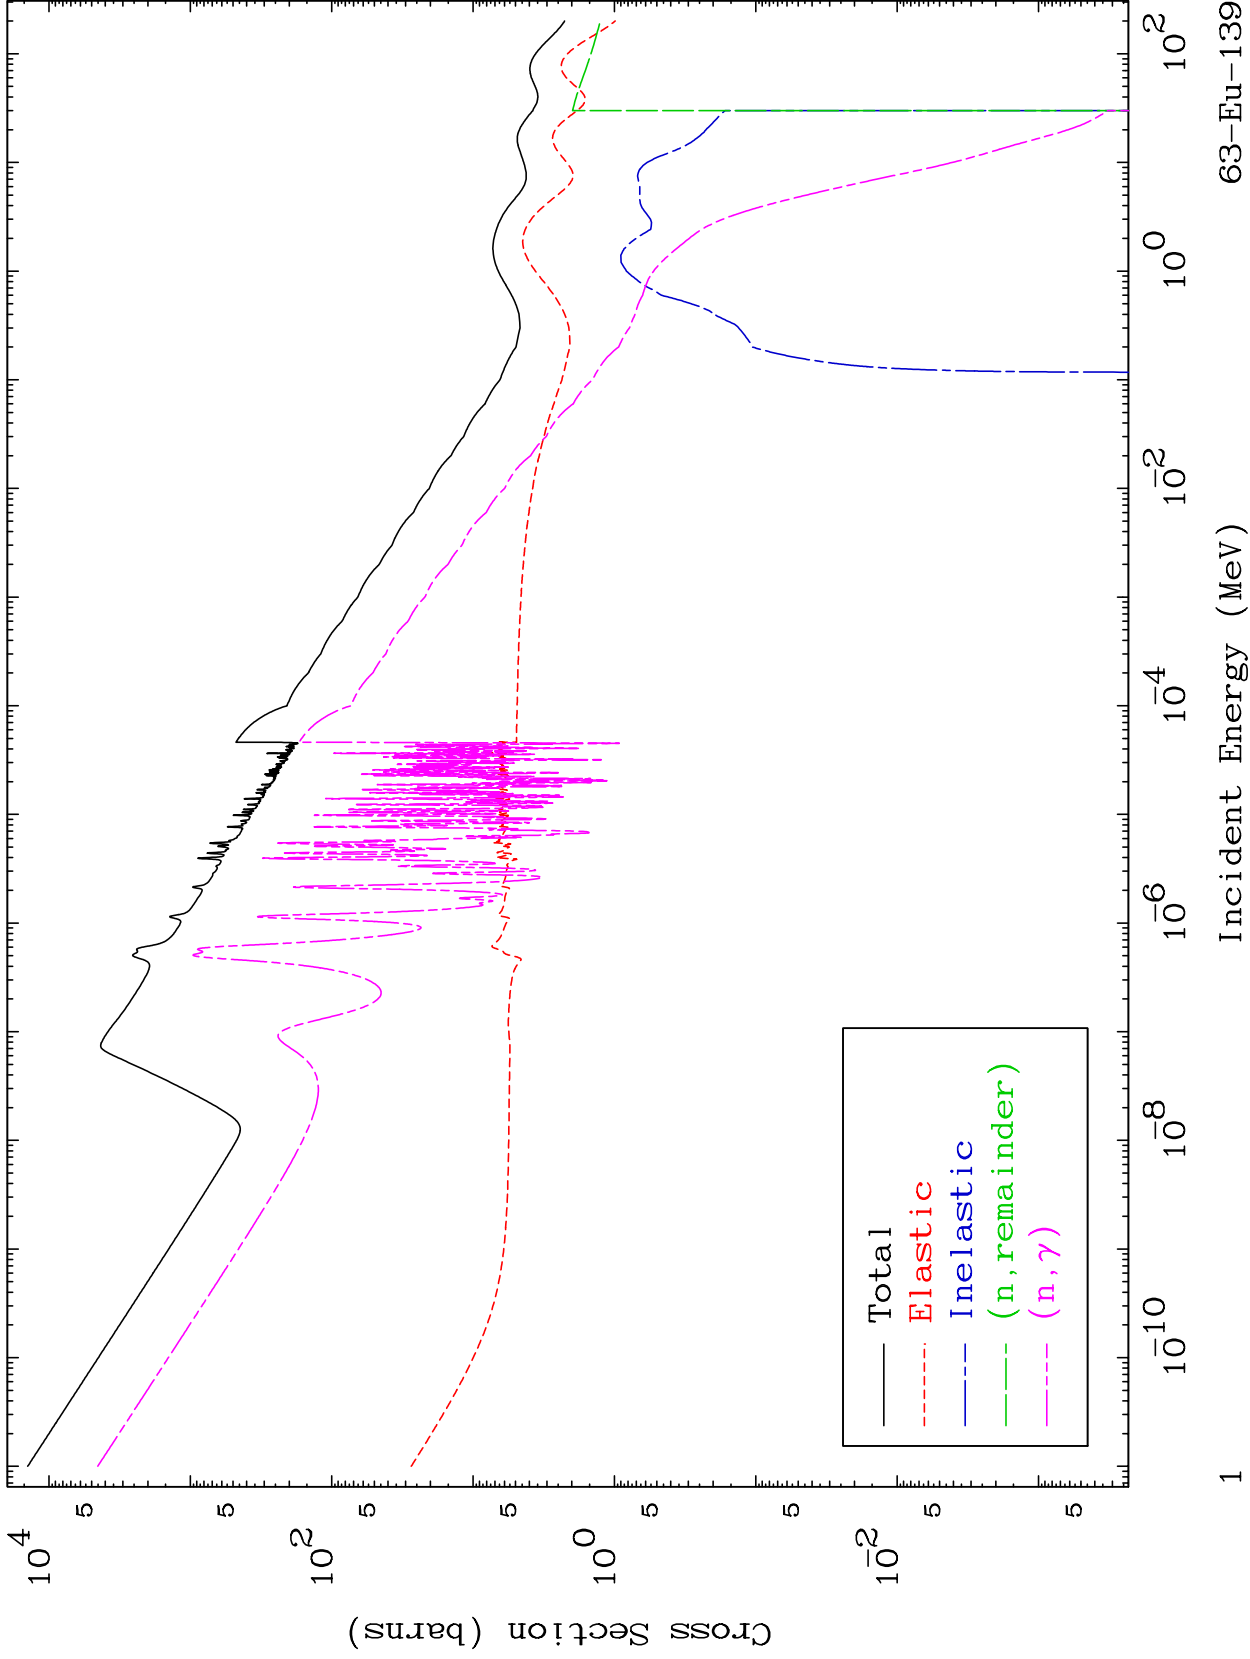 Cross Section (barns)
10^4
5
10^2
5
10^0
5
10^-2
5
5
5
Total
Elastic
Inelastic
(n,remainder)
(n,γ)
10^-10
10^-8
10^-6
10^-4
10^-2
10^0
10^2
1
Incident Energy (MeV)
63-Eu-139